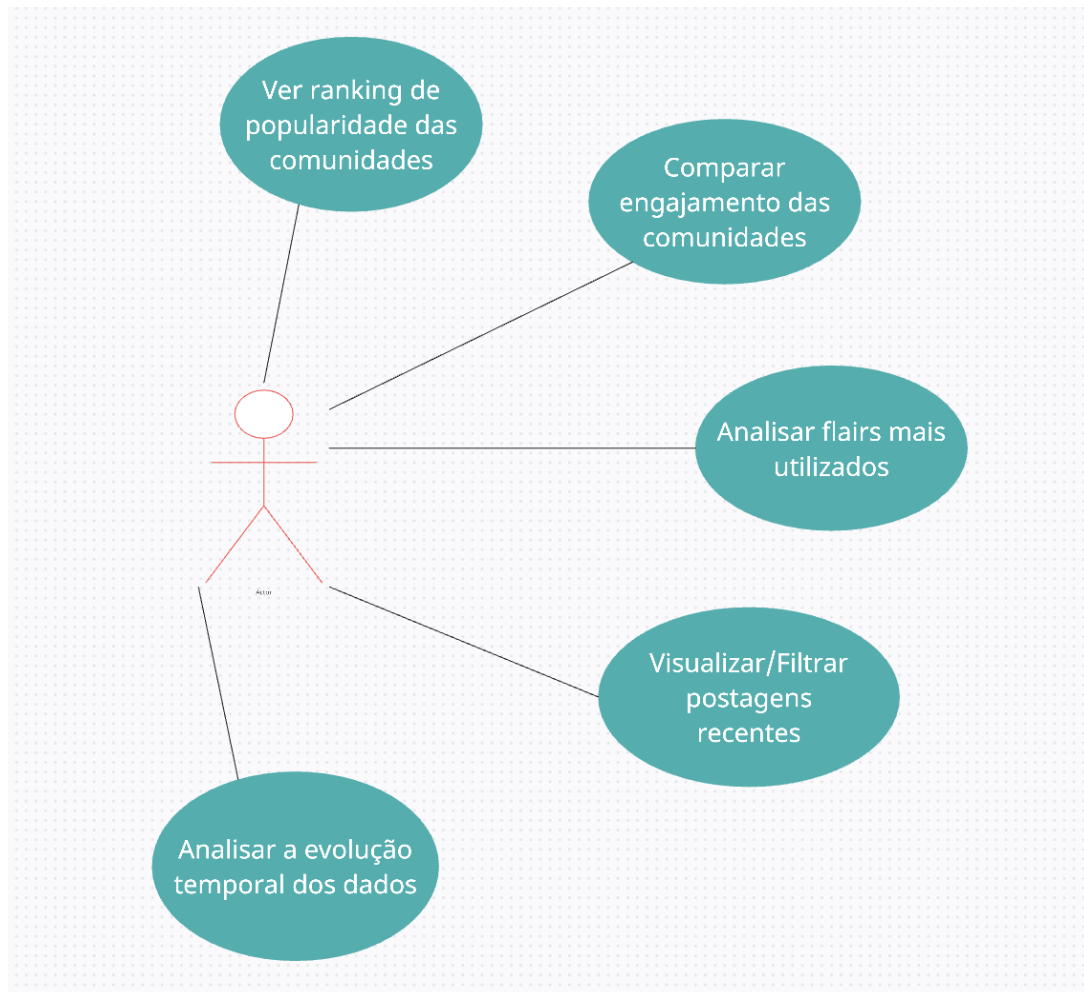 Ver ranking de
popularidade das
comunidades
Comparar
engajamento das
comunidades
Analisar flairs mais
utilizados
Actor
Visualizar/Filtrar
postagens
recentes
Analisar a evolução
temporal dos dados